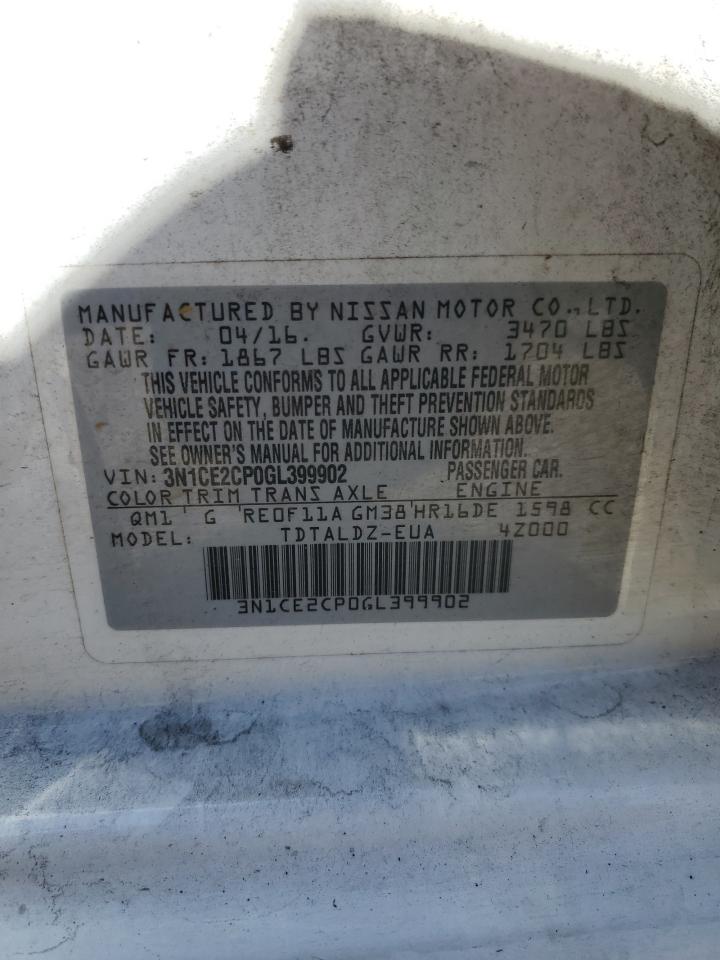 MANUFACTURED BY NISSAN MOTOR CO., LTD.
DATE: 04/16. GVWR: 3470 LBS
GAWR FR: 1867 LBS GAWR RR: 1704 LBS
THIS VEHICLE CONFORMS TO ALL APPLICABLE FEDERAL MOTOR
VEHICLE SAFETY, BUMPER AND THEFT PREVENTION STANDARDS
IN EFFECT ON THE DATE OF MANUFACTURE SHOWN ABOVE.
SEE OWNER'S MANUAL FOR ADDITIONAL INFORMATION.
VIN: 3N1CE2CP0GL399902 PASSENGER CAR.
COLOR TRIM TRANS AXLE ENGINE
QM1 G RE0F11A GM38 HR16DE 1598 CC
MODEL: TDTALDZ-EUA 4Z000
3N1CE2CP0GL399902